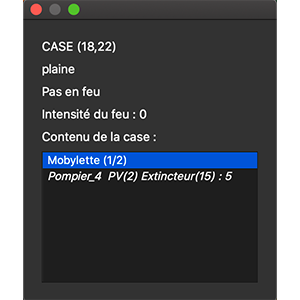 CASE (18,22)
plaine
Pas en feu
Intensité du feu : 0
Contenu de la case :
Mobylette (1/2)
Pompier_4 PV(2) Extincteur(15) : 5